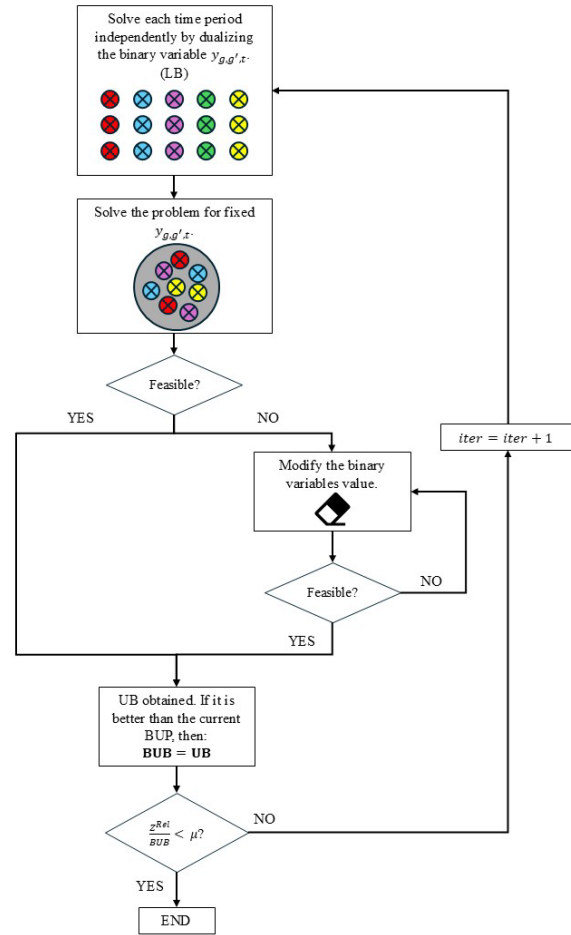 Solve each time period
independently by dualizing
the binary variable y_{g,g',t}.
(LB)
Solve the problem for fixed
y_{g,g',t}.
Feasible?
YES
NO
iter = iter + 1
Modify the binary
variables value.
Feasible?
NO
YES
UB obtained. If it is
better than the current
BUP, then:
BUB = UB
Z^{Rel}/BUB < μ?
NO
YES
END